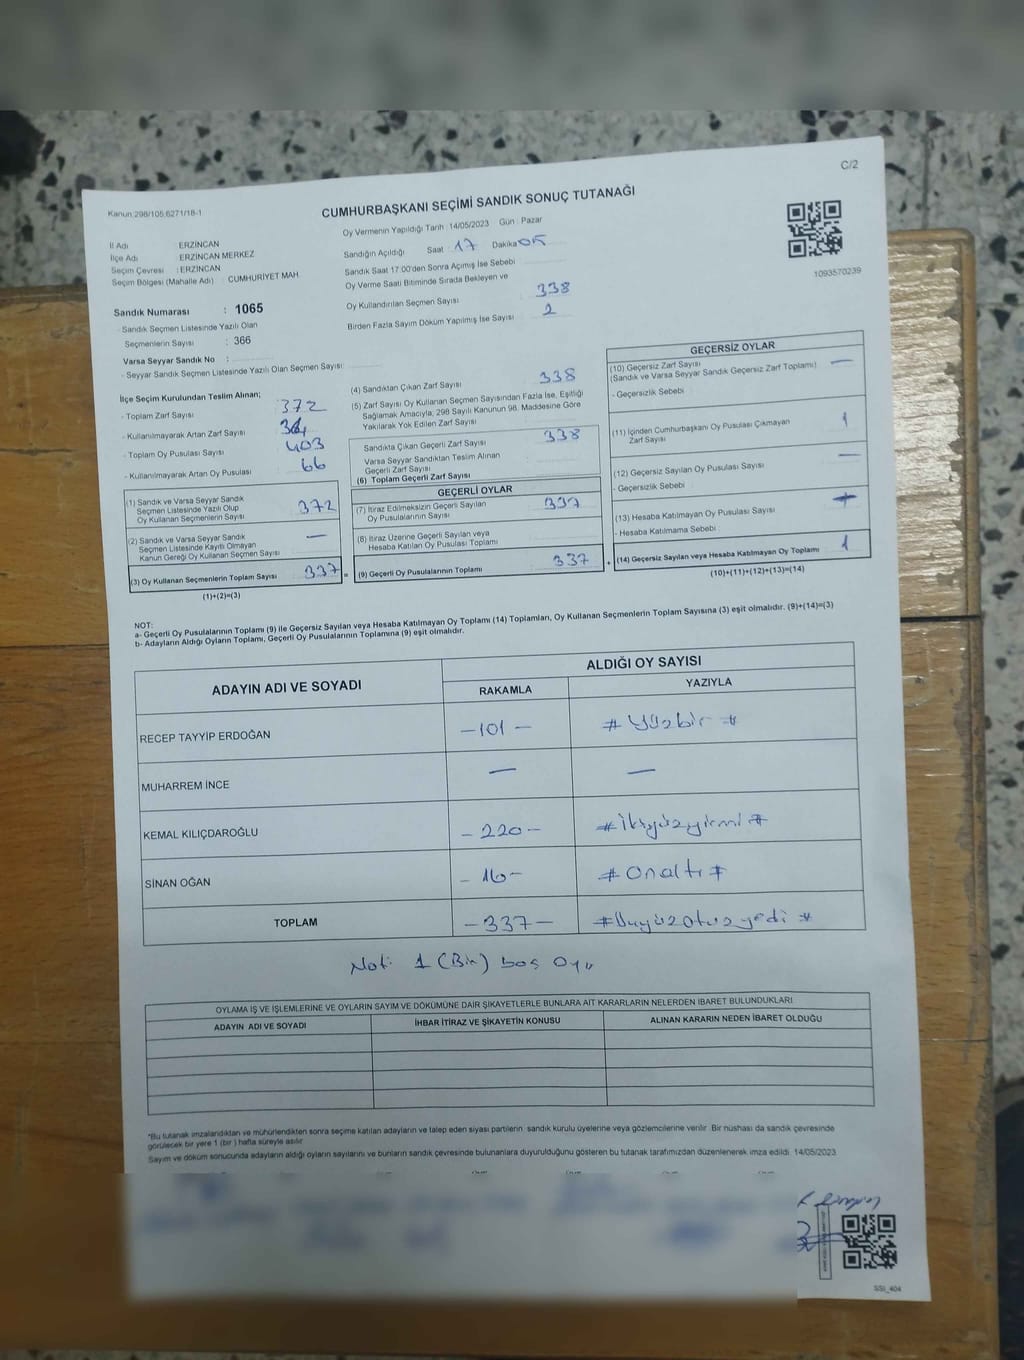 C/2
Kanun:298/105,6271/18-1
CUMHURBAŞKANI SEÇİMİ SANDIK SONUÇ TUTANAĞI
Oy Vermenin Yapıldığı Tarih :14/05/2023 Gün : Pazar
İl Adı : ERZİNCAN
İlçe Adı : ERZİNCAN MERKEZ
Seçim Çevresi : ERZİNCAN
Seçim Bölgesi (Mahalle Adı) : CUMHURİYET MAH.
Sandığın Açıldığı Saat : 17 Dakika 05
Sandık Saat 17:00'den Sonra Açımış İse Sebebi :
Oy Verme Saati Bitiminde Sırada Bekleyen ve
Oy Kullandırılan Seçmen Sayısı : 338
Birden Fazla Sayım Döküm Yapılmış İse Sayısı : 2
1093570239
Sandık Numarası : 1065
- Sandık Seçmen Listesinde Yazılı Olan
Seçmenlerin Sayısı : 366
Varsa Seyyar Sandık No :
- Seyyar Sandık Seçmen Listesinde Yazılı Olan Seçmen Sayısı:
İlçe Seçim Kurulundan Teslim Alınan;
- Toplam Zarf Sayısı : 372
- Kullanılmayarak Artan Zarf Sayısı :
- Toplam Oy Pusulası Sayısı : 403
- Kullanılmayarak Artan Oy Pusulası : 66
(1) Sandık ve Varsa Seyyar Sandık
Seçmen Listesinde Yazılı Olup
Oy Kullanan Seçmenlerin Sayısı : 372
(2) Sandık ve Varsa Seyyar Sandık
Seçmen Listesinde Kayıtlı Olmayan
Kanun Gereği Oy Kullanan Seçmen Sayısı : —
(3) Oy Kullanan Seçmenlerin Toplam Sayısı : 337 =
(1)+(2)=(3)
(4) Sandıktan Çıkan Zarf Sayısı : 338
(5) Zarf Sayısı Oy Kullanan Seçmen Sayısından Fazla İse, Eşitliği
Sağlamak Amacıyla; 298 Sayılı Kanunun 98. Maddesine Göre
Yakılarak Yok Edilen Zarf Sayısı :
Sandıkta Çıkan Geçerli Zarf Sayısı : 338
Varsa Seyyar Sandıktan Teslim Alınan
Geçerli Zarf Sayısı :
(6) Toplam Geçerli Zarf Sayısı
GEÇERLİ OYLAR
(7) İtiraz Edilmeksizin Geçerli Sayılan
Oy Pusulalarının Sayısı : 337
(8) İtiraz Üzerine Geçerli Sayılan veya
Hesaba Katılan Oy Pusulası Toplamı :
(9) Geçerli Oy Pusulalarının Toplamı : 337 +
GEÇERSİZ OYLAR
(10) Geçersiz Zarf Sayısı : —
(Sandık ve Varsa Seyyar Sandık Geçersiz Zarf Toplamı)
- Geçersizlik Sebebi :
(11) İçinden Cumhurbaşkanı Oy Pusulası Çıkmayan
Zarf Sayısı : 1
(12) Geçersiz Sayılan Oy Pusulası Sayısı : —
- Geçersizlik Sebebi :
(13) Hesaba Katılmayan Oy Pusulası Sayısı :
- Hesaba Katılmama Sebebi :
(14) Geçersiz Sayılan veya Hesaba Katılmayan Oy Toplamı : 1
(10)+(11)+(12)+(13)=(14)
NOT:
a- Geçerli Oy Pusulalarının Toplamı (9) ile Geçersiz Sayılan veya Hesaba Katılmayan Oy Toplamı (14) Toplamları, Oy Kullanan Seçmenlerin Toplam Sayısına (3) eşit olmalıdır. (9)+(14)=(3)
b- Adayların Aldığı Oyların Toplamı, Geçerli Oy Pusulalarının Toplamına (9) eşit olmalıdır.
ADAYIN ADI VE SOYADI
ALDIĞI OY SAYISI
RAKAMLA YAZIYLA
RECEP TAYYİP ERDOĞAN -101- # Yüzbir #
MUHARREM İNCE — —
KEMAL KILIÇDAROĞLU -220- # İkiyüzyirmi #
SİNAN OĞAN -16- # Onaltı #
TOPLAM -337- # Üçyüzotuzyedi #
Not: 1 (Bir) boş Oy
OYLAMA İŞ VE İŞLEMLERİNE VE OYLARIN SAYIM VE DÖKÜMÜNE DAİR ŞİKAYETLERLE BUNLARA AİT KARARLARIN NELERDEN İBARET BULUNDUKLARI
ADAYIN ADI VE SOYADI İHBAR İTİRAZ VE ŞİKAYETİN KONUSU ALINAN KARARIN NEDEN İBARET OLDUĞU
*Bu tutanak imzalandıktan ve mühürlendikten sonra seçime katılan adayların ve talep eden siyasi partilerin sandık kurulu üyelerine veya gözlemcilerine verilir. Bir nüshası da sandık çevresinde
görülecek bir yere 1 (bir ) hafta süreyle asılır.
Sayım ve döküm sonucunda adayların aldığı oyların sayılarını ve bunların sandık çevresinde bulunanlara duyurulduğunu gösteren bu tutanak tarafımızdan düzenlenerek imza edildi. 14/05/2023
SSI_404